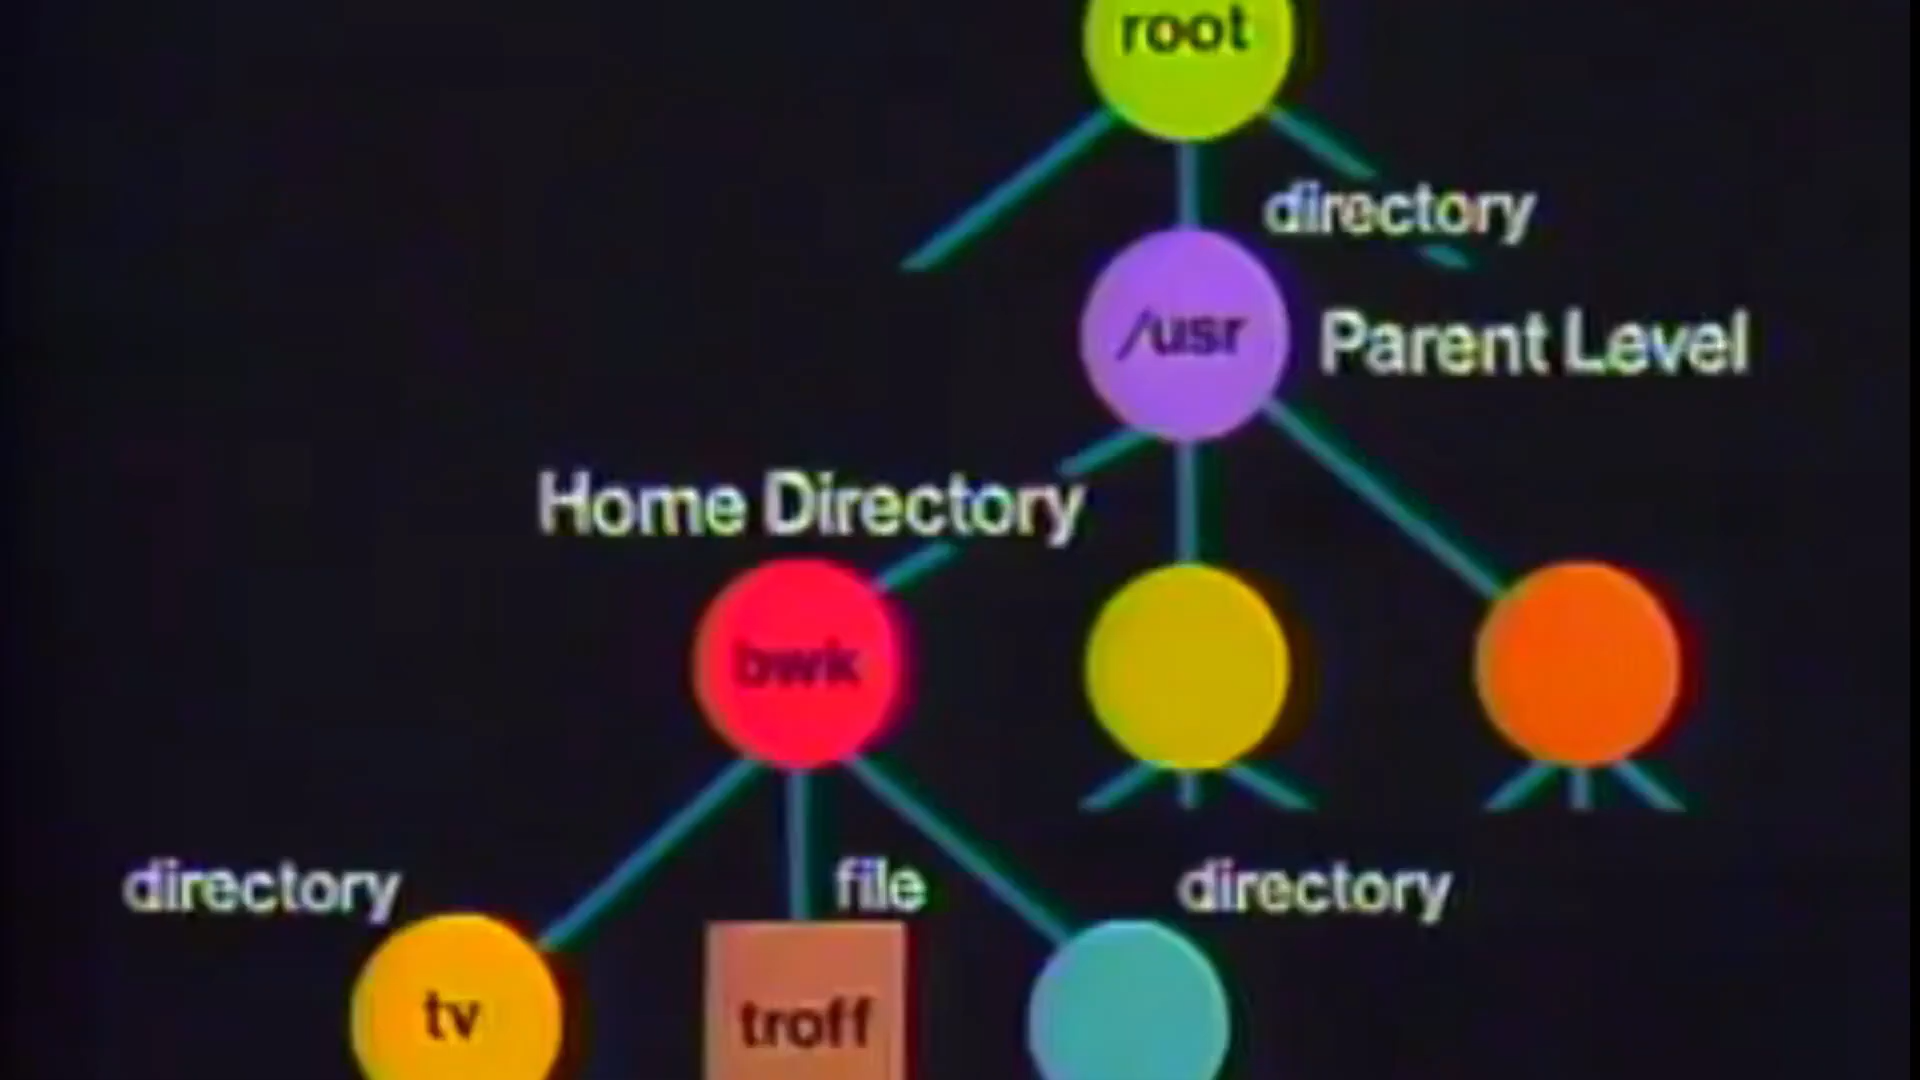 root
directory
/usr
Parent Level
Home Directory
bwk
directory
file
directory
tv
troff